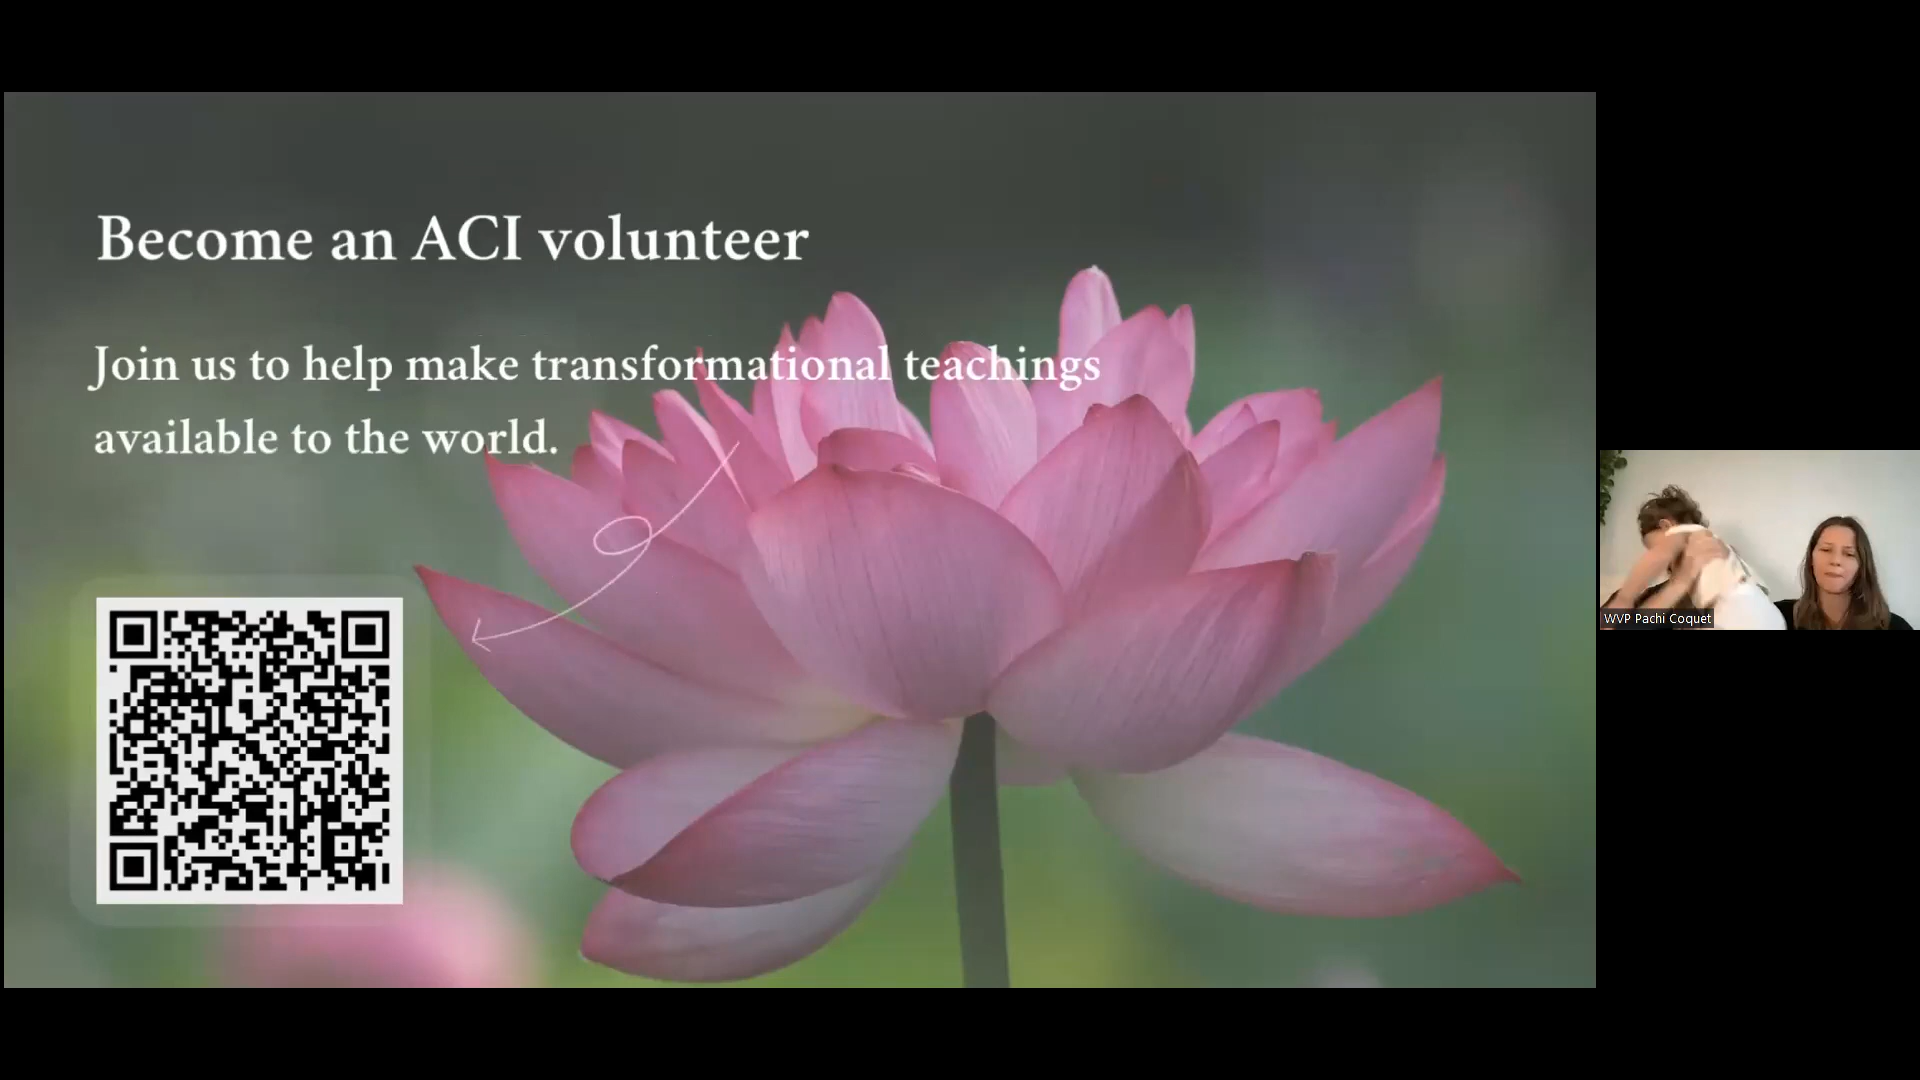 Become an ACI volunteer
Join us to help make transformational teachings
available to the world.
WVP Pachi Coquet